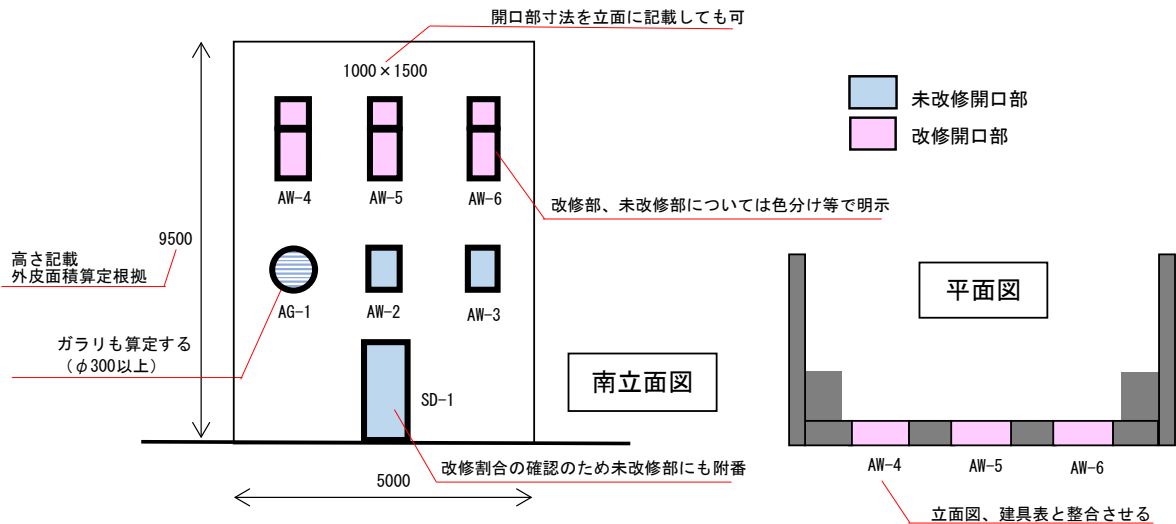 開口部寸法を立面に記載しても可
1000×1500
未改修開口部
改修開口部
AW-4
AW-5
AW-6
改修部、未改修部については色分け等で明示
9500
高さ記載
外皮面積算定根拠
AG-1
AW-2
AW-3
平面図
ガラリも算定する
（φ300以上）
南立面図
SD-1
改修割合の確認のため未改修部にも附番
5000
AW-4
AW-5
AW-6
立面図、建具表と整合させる